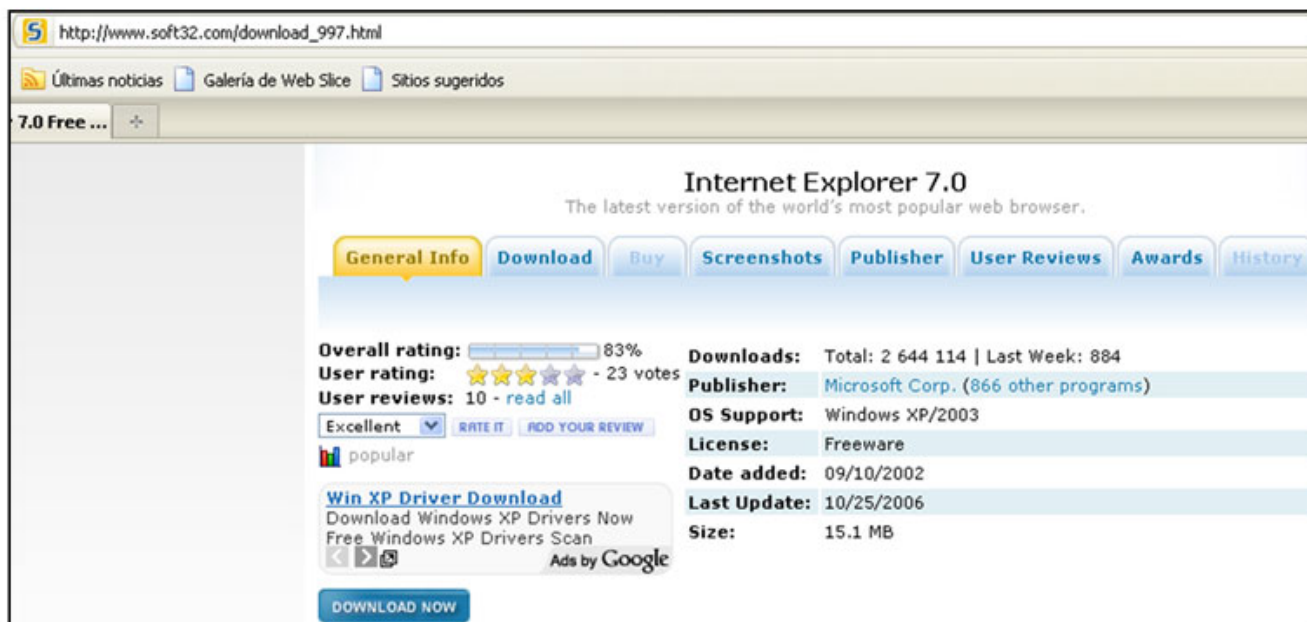 http://www.soft32.com/download_997.html
Últimas noticias Galería de Web Slice Sitios sugeridos
7.0 Free ...
Internet Explorer 7.0
The latest version of the world's most popular web browser.
General Info Download Buy Screenshots Publisher User Reviews Awards History
Overall rating: 83%
User rating: - 23 votes
User reviews: 10 - read all
Excellent RATE IT ADD YOUR REVIEW
popular
Win XP Driver Download
Download Windows XP Drivers Now
Free Windows XP Drivers Scan
Ads by Google
DOWNLOAD NOW
Downloads: Total: 2 644 114 | Last Week: 884
Publisher: Microsoft Corp. (866 other programs)
OS Support: Windows XP/2003
License: Freeware
Date added: 09/10/2002
Last Update: 10/25/2006
Size: 15.1 MB